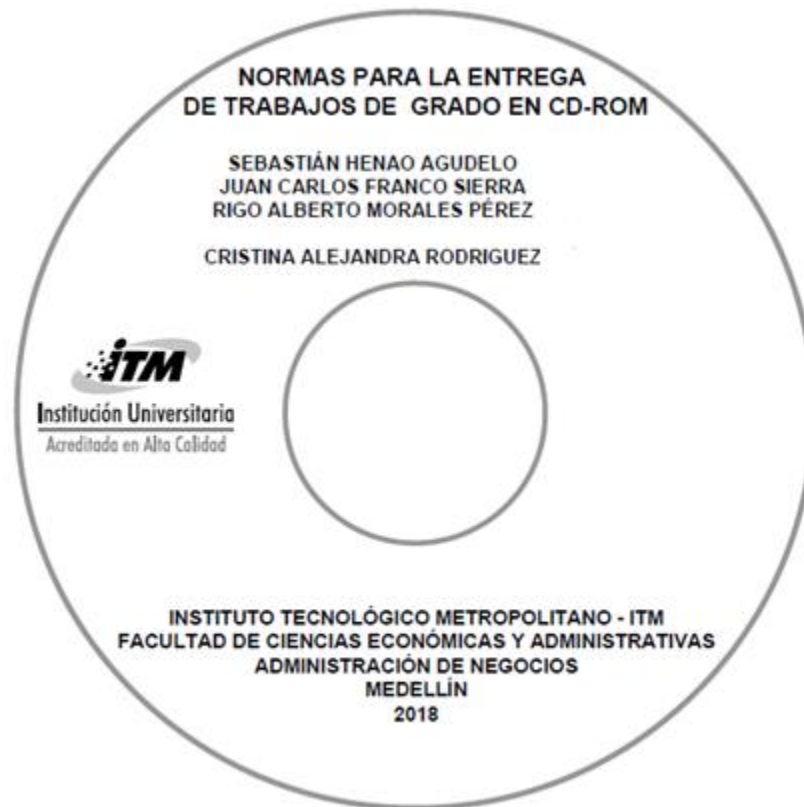 NORMAS PARA LA ENTREGA
DE TRABAJOS DE GRADO EN CD-ROM
SEBASTIÁN HENAO AGUDELO
JUAN CARLOS FRANCO SIERRA
RIGO ALBERTO MORALES PÉREZ
CRISTINA ALEJANDRA RODRIGUEZ
iTM
Institución Universitaria
Acreditada en Alta Calidad
INSTITUTO TECNOLÓGICO METROPOLITANO - ITM
FACULTAD DE CIENCIAS ECONÓMICAS Y ADMINISTRATIVAS
ADMINISTRACIÓN DE NEGOCIOS
MEDELLÍN
2018